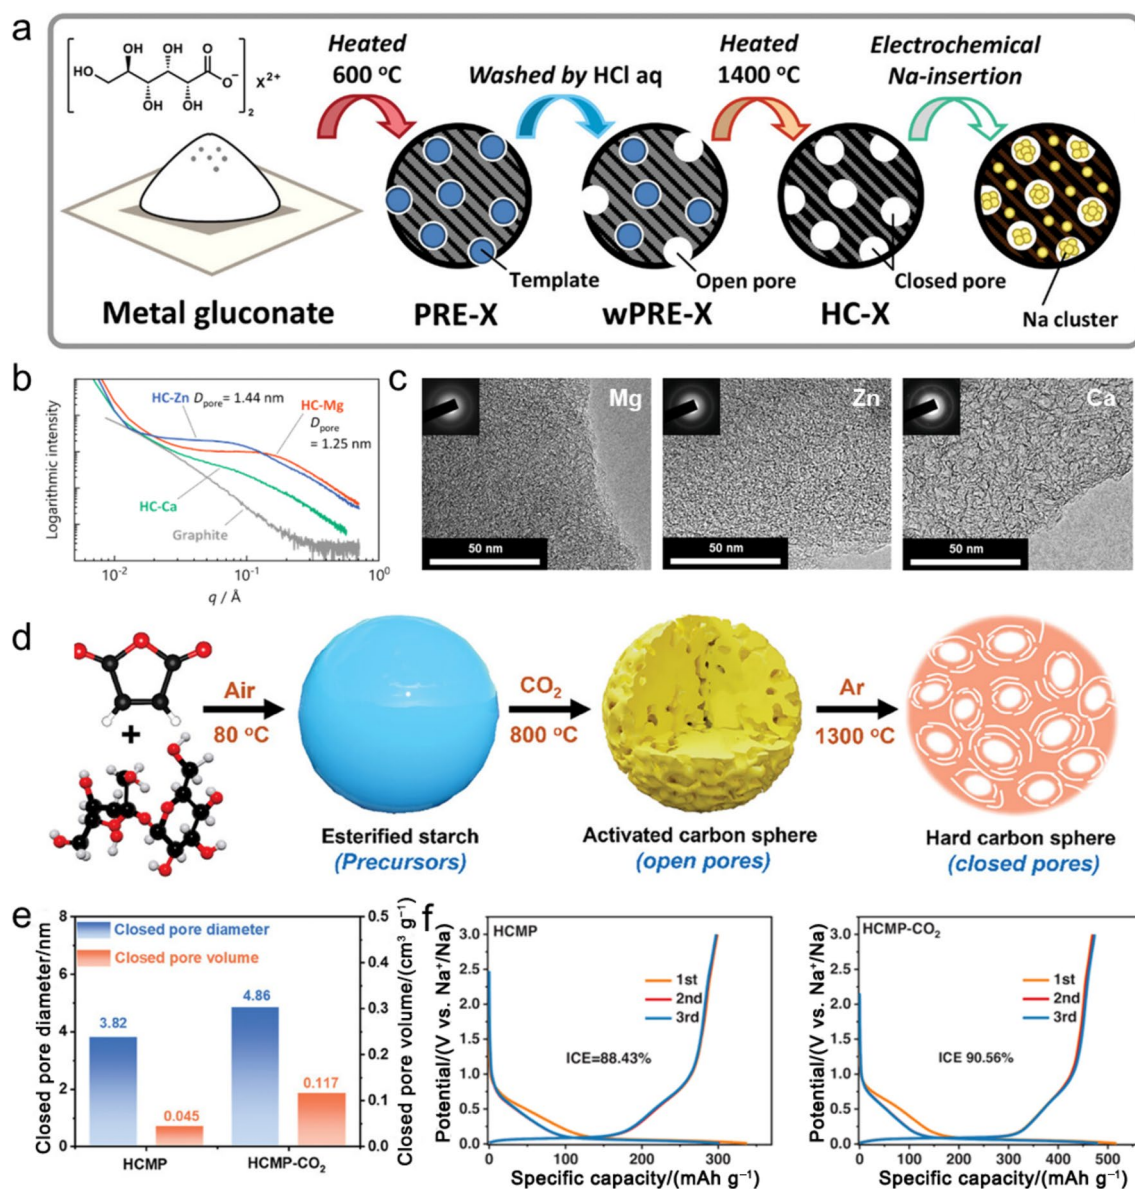 a
HO
OH
OH
O
O⁻
X²⁺
HO
OH
OH
2
Heated
600 °C
Washed by HCl aq
Heated
1400 °C
Electrochemical
Na-insertion
Template
Open pore
Closed pore
Na cluster
Metal gluconate
PRE-X
wPRE-X
HC-X
b
Logarithmic intensity
HC-Zn Dpore= 1.44 nm
HC-Mg
Dpore
= 1.25 nm
HC-Ca
Graphite
10⁻²
10⁻¹
10⁰
q / Å
c
Mg
50 nm
Zn
50 nm
Ca
50 nm
d
+
Air
80 °C
CO₂
800 °C
Ar
1300 °C
Esterified starch
(Precursors)
Activated carbon sphere
(open pores)
Hard carbon sphere
(closed pores)
e
Closed pore diameter/nm
8
6
4
2
0
Closed pore diameter
Closed pore volume
3.82
0.045
4.86
0.117
HCMP
HCMP-CO₂
0.5
0.4
0.3
0.2
0.1
0.0
Closed pore volume/(cm³ g⁻¹)
f
Potential/(V vs. Na⁺/Na)
3.0
2.5
2.0
1.5
1.0
0.5
0.0
HCMP
1st
2nd
3rd
ICE=88.43%
0
100
200
300
Specific capacity/(mAh g⁻¹)
Potential/(V vs. Na⁺/Na)
3.0
2.5
2.0
1.5
1.0
0.5
0.0
HCMP-CO₂
1st
2nd
3rd
ICE 90.56%
0
100
200
300
400
500
Specific capacity/(mAh g⁻¹)